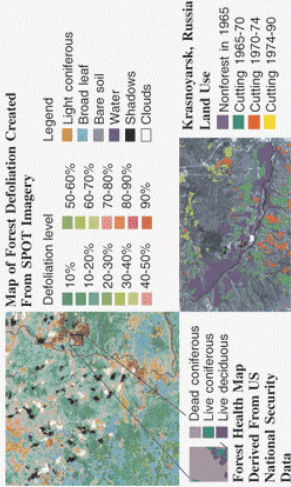 Map of Forest Defoliation Created
From SPOT Imagery
Defoliation level
10%
10-20%
20-30%
30-40%
40-50%
50-60%
60-70%
70-80%
80-90%
90%
Legend
Light coniferous
Broad leaf
Bare soil
Water
Shadows
Clouds
Dead coniferous
Live coniferous
Live deciduous
Forest Health Map
Derived From US
National Security
Data
Krasnoyarsk, Russia
Land Use
Nonforest in 1965
Cutting 1965-70
Cutting 1970-74
Cutting 1974-90